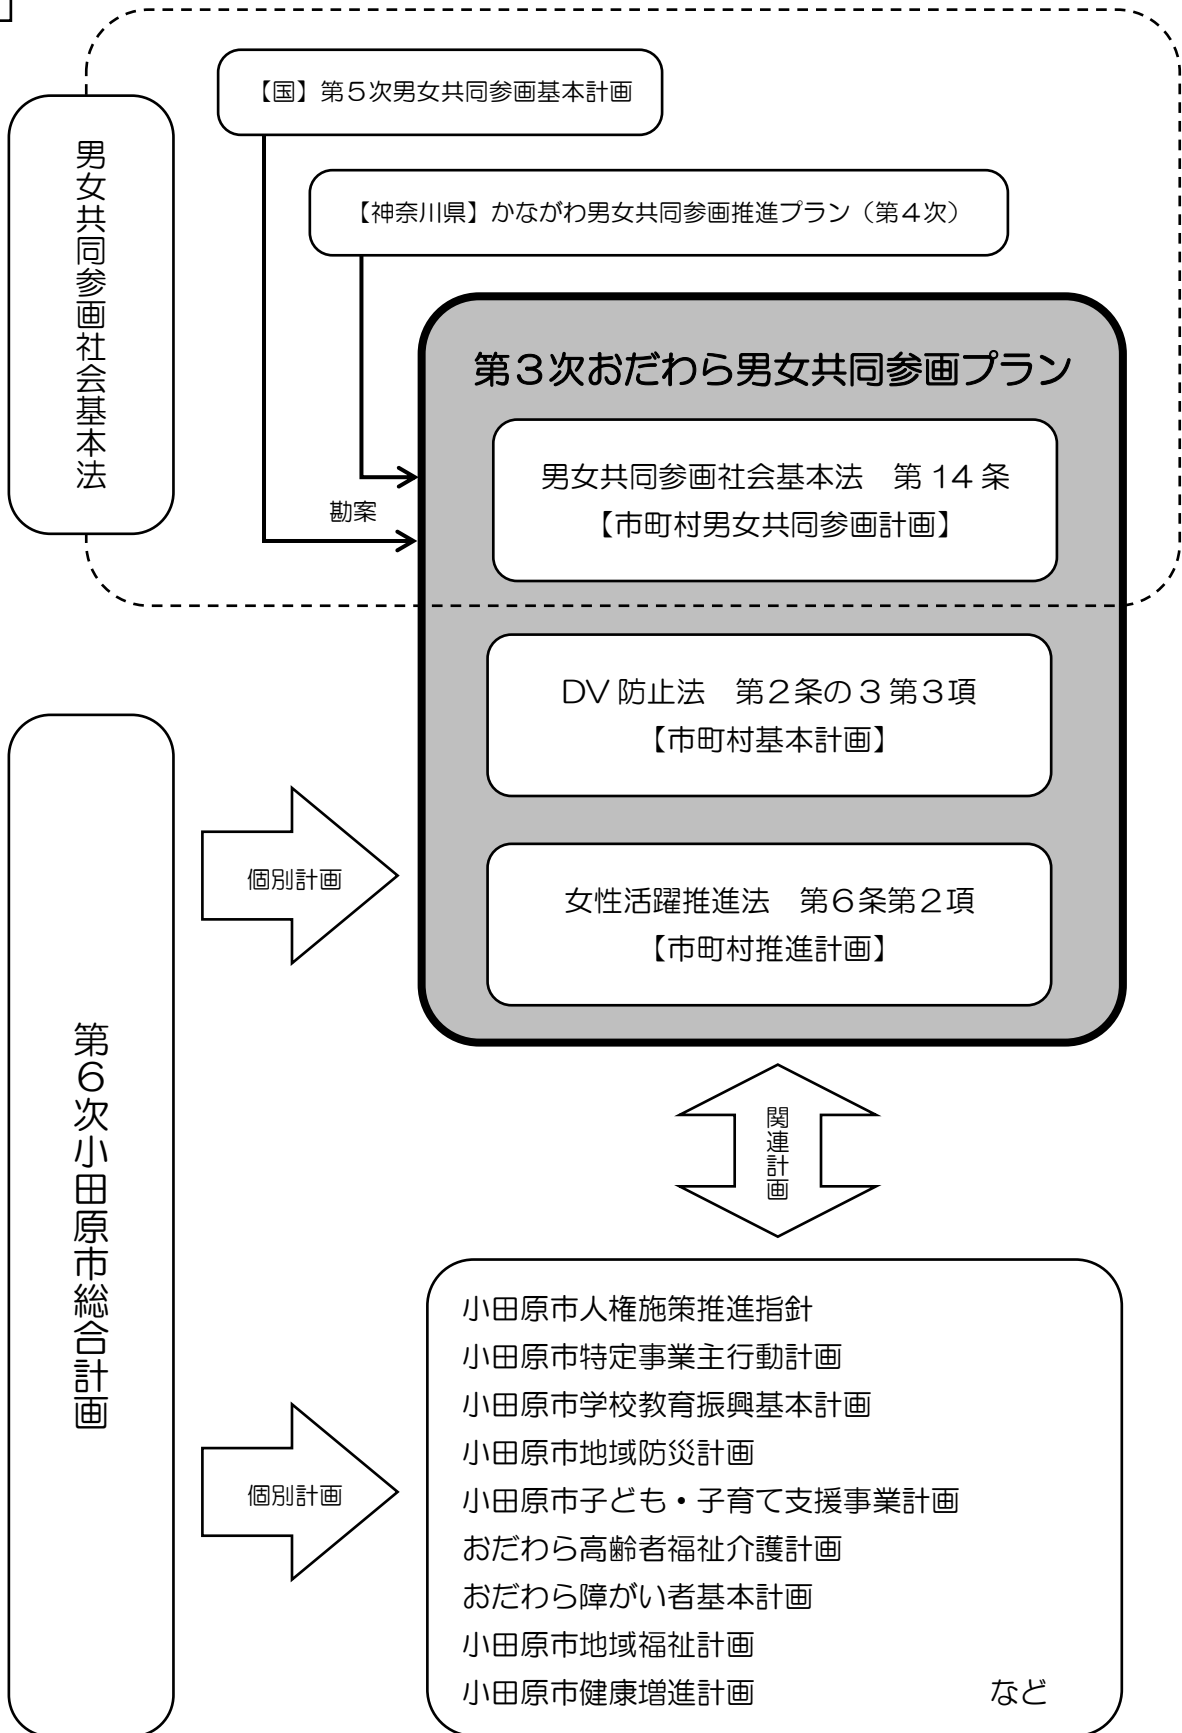 【国】第５次男女共同参画基本計画
男女共同参画社会基本法
【神奈川県】かながわ男女共同参画推進プラン（第４次）
第３次おだわら男女共同参画プラン
男女共同参画社会基本法　第 14 条
【市町村男女共同参画計画】
勘案
DV 防止法　第２条の３第３項
【市町村基本計画】
個別計画
女性活躍推進法　第６条第２項
【市町村推進計画】
第６次小田原市総合計画
関連計画
個別計画
小田原市人権施策推進指針
小田原市特定事業主行動計画
小田原市学校教育振興基本計画
小田原市地域防災計画
小田原市子ども・子育て支援事業計画
おだわら高齢者福祉介護計画
おだわら障がい者基本計画
小田原市地域福祉計画
小田原市健康増進計画　など